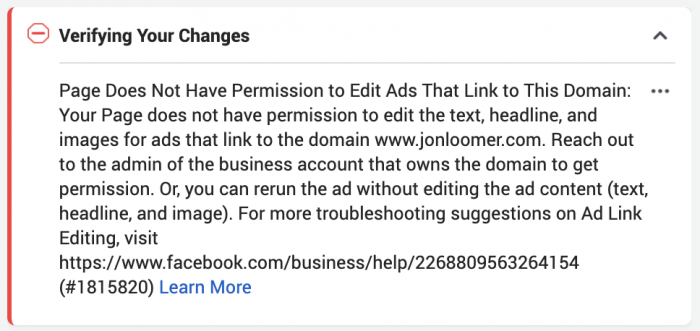 Verifying Your Changes
Page Does Not Have Permission to Edit Ads That Link to This Domain:
Your Page does not have permission to edit the text, headline, and
images for ads that link to the domain www.jonloomer.com. Reach out
to the admin of the business account that owns the domain to get
permission. Or, you can rerun the ad without editing the ad content (text,
headline, and image). For more troubleshooting suggestions on Ad Link
Editing, visit
https://www.facebook.com/business/help/2268809563264154
(#1815820) Learn More